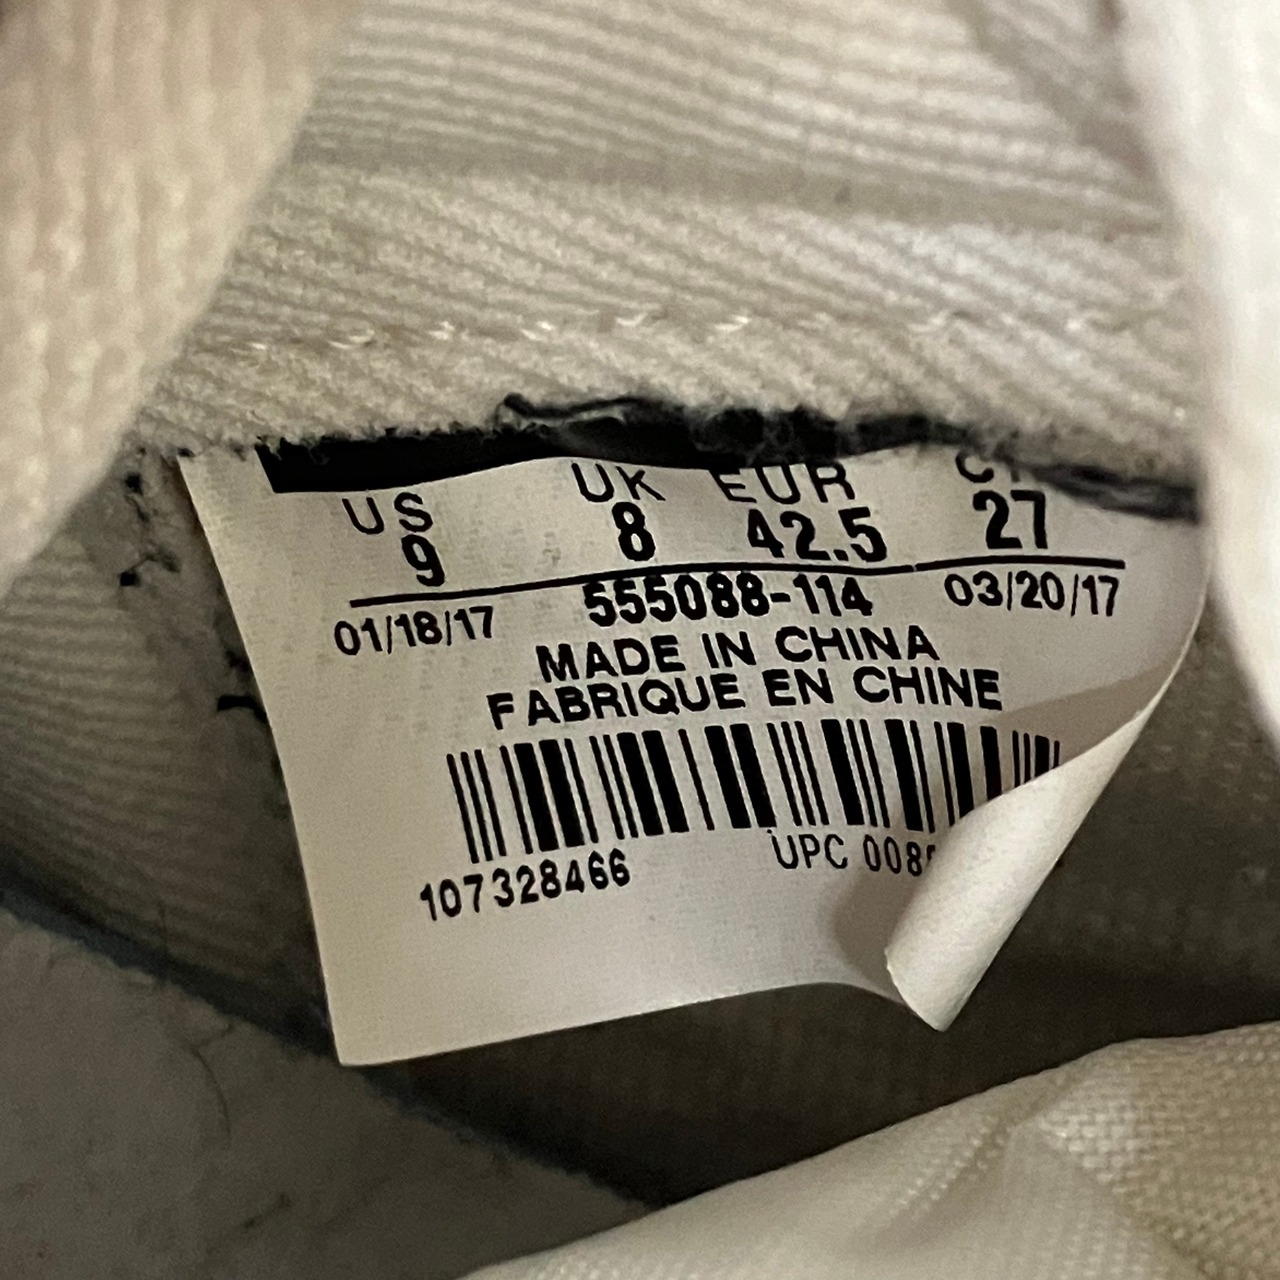 US UK EUR
9 8 42.5 27
01/18/17 555088-114 03/20/17
MADE IN CHINA
FABRIQUE EN CHINE
107328466 UPC 008